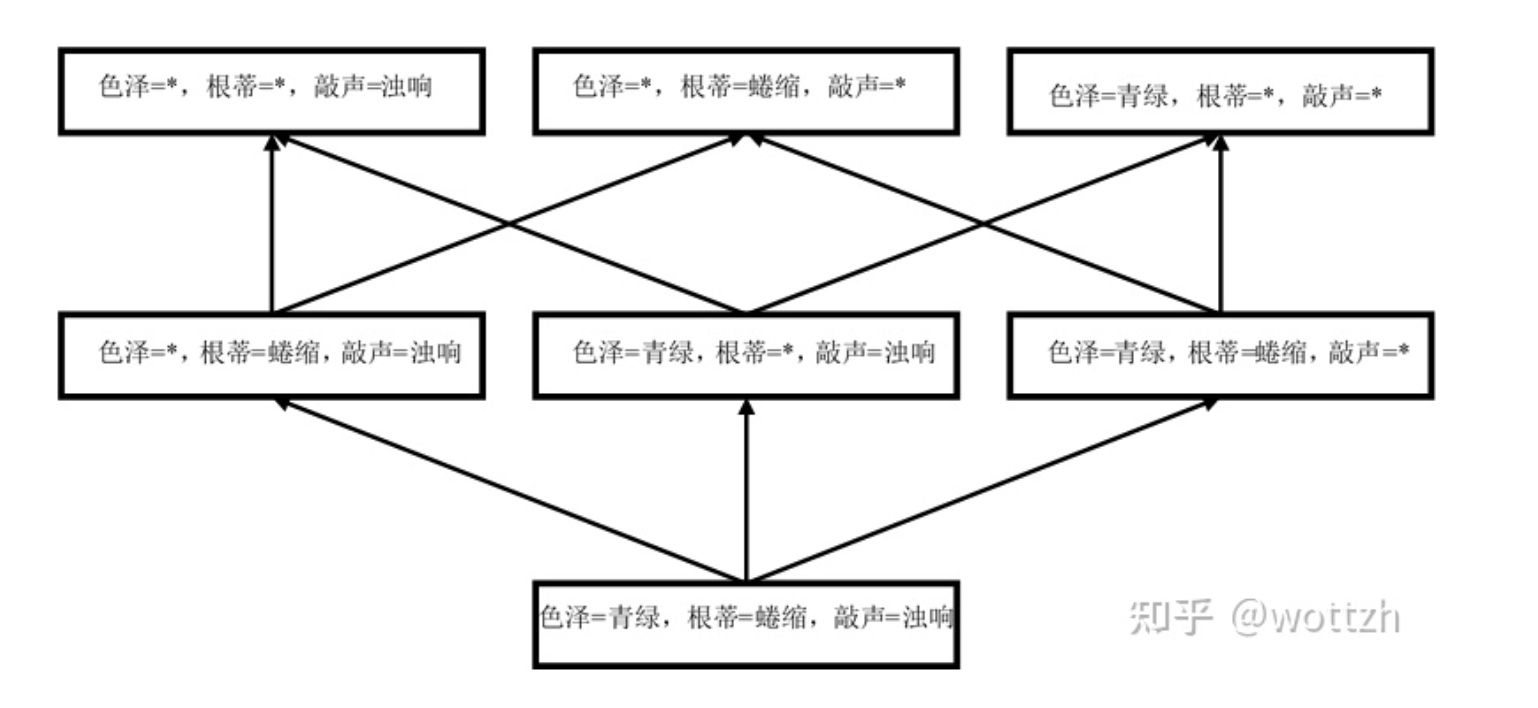 色泽=*，根蒂=*，敲声=浊响
色泽=*，根蒂=蜷缩，敲声=*
色泽=青绿，根蒂=*，敲声=*
色泽=*，根蒂=蜷缩，敲声=浊响
色泽=青绿，根蒂=*，敲声=浊响
色泽=青绿，根蒂=蜷缩，敲声=*
色泽=青绿，根蒂=蜷缩，敲声=浊响
知乎 @wottzh